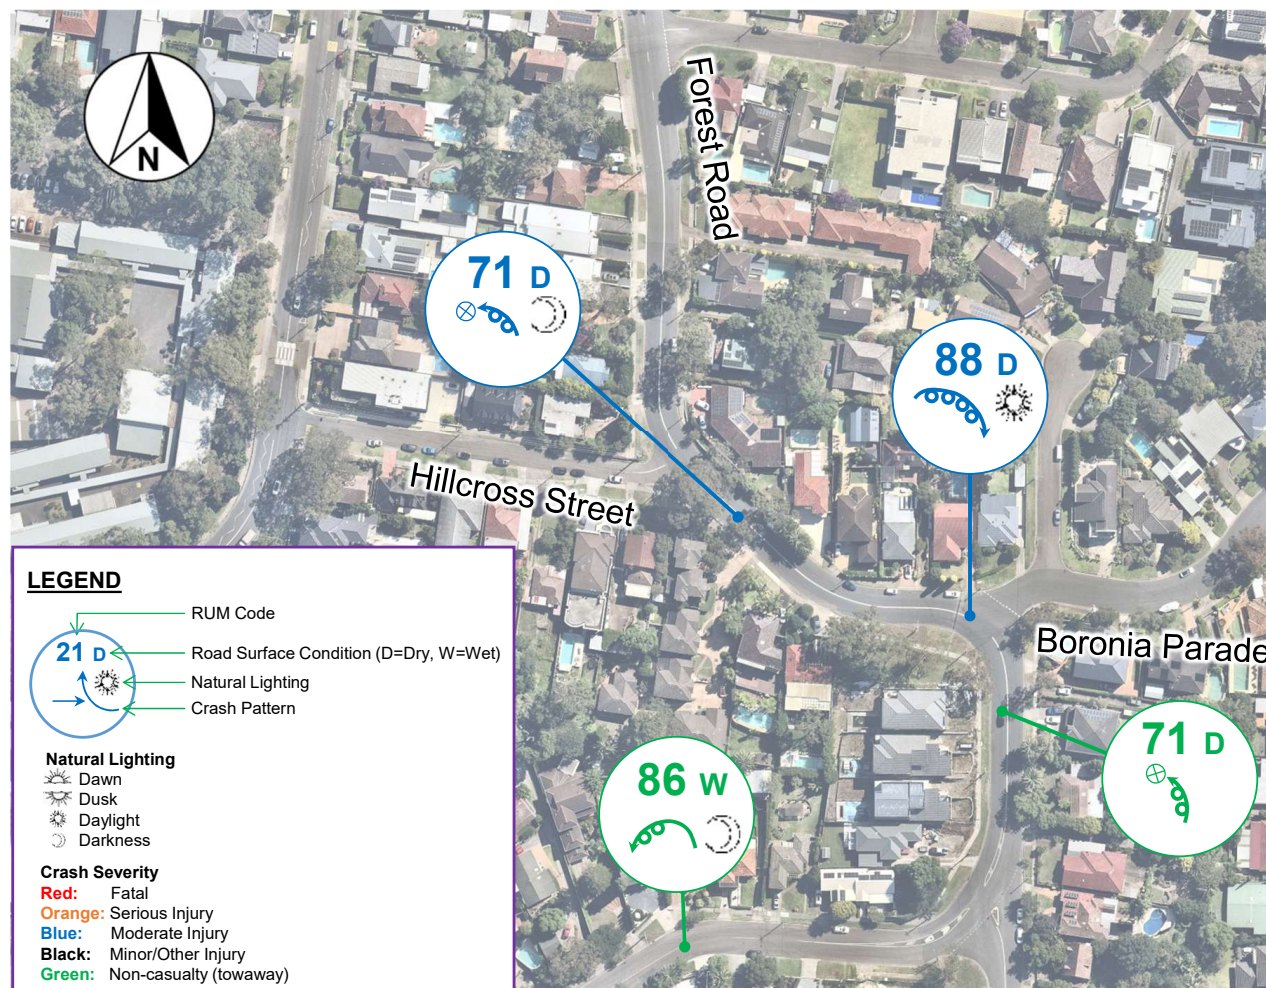 N
Forest Road
71 D
88 D
Hillcross Street
Boronia Parade
71 D
86 W
LEGEND
RUM Code
21 D
Road Surface Condition (D=Dry, W=Wet)
Natural Lighting
Crash Pattern
Natural Lighting
Dawn
Dusk
Daylight
Darkness
Crash Severity
Red: Fatal
Orange: Serious Injury
Blue: Moderate Injury
Black: Minor/Other Injury
Green: Non-casualty (towaway)